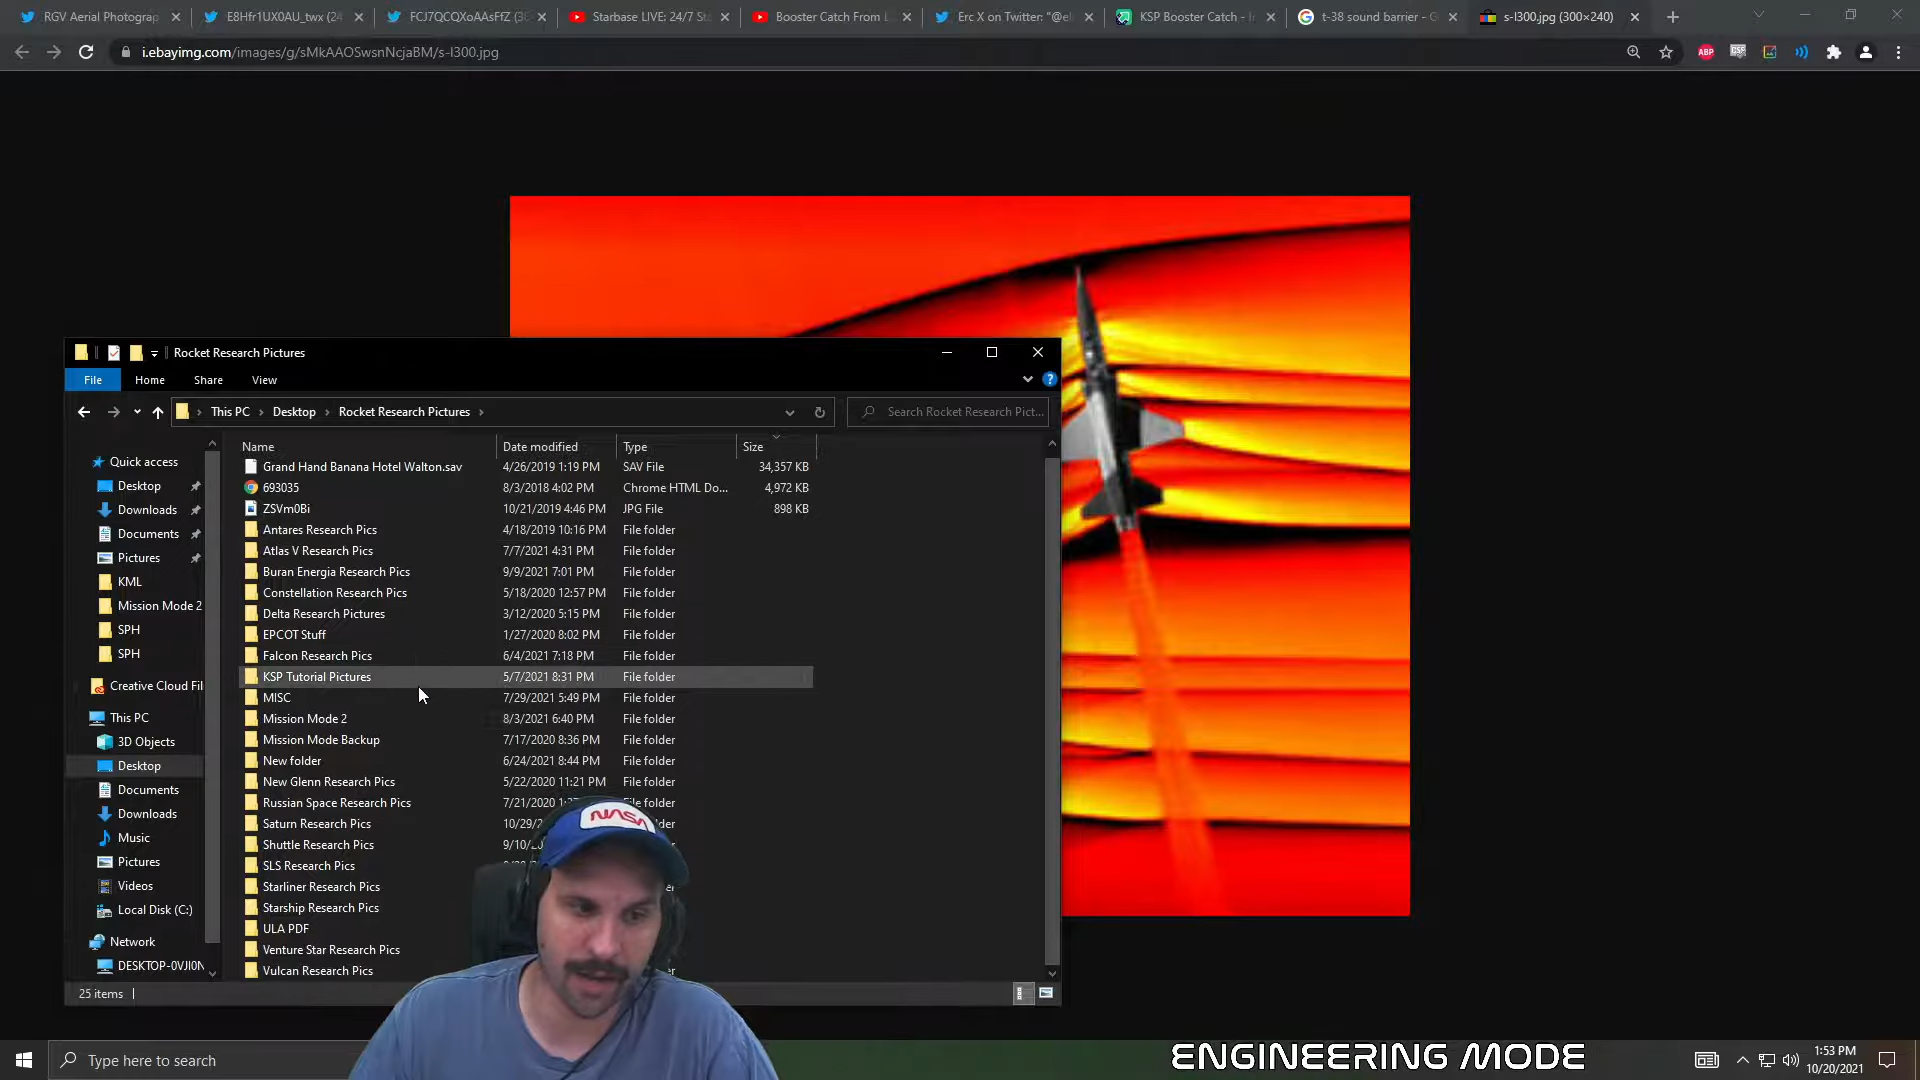 RGV Aerial Photograp
E8Hfr1UX0AU_twx (24
FCJ7QCQXoAAsFfZ (30
Starbase LIVE: 24/7 St
Booster Catch From L
Erc X on Twitter: "@el
KSP Booster Catch - I
t-38 sound barrier - G
s-l300.jpg (300×240)
i.ebayimg.com/images/g/sMkAAOSwsnNcjaBM/s-l300.jpg
ABP
Rocket Research Pictures
File Home Share View
This PC Desktop Rocket Research Pictures
Search Rocket Research Pict...
Name Date modified Type Size
Grand Hand Banana Hotel Walton.sav 4/26/2019 1:19 PM SAV File 34,357 KB
693035 8/3/2018 4:02 PM Chrome HTML Do... 4,972 KB
ZSVm0Bi 10/21/2019 4:46 PM JPG File 898 KB
Antares Research Pics 4/18/2019 10:16 PM File folder
Atlas V Research Pics 7/7/2021 4:31 PM File folder
Buran Energia Research Pics 9/9/2021 7:01 PM File folder
Constellation Research Pics 5/18/2020 12:57 PM File folder
Delta Research Pictures 3/12/2020 5:15 PM File folder
EPCOT Stuff 1/27/2020 8:02 PM File folder
Falcon Research Pics 6/4/2021 7:18 PM File folder
KSP Tutorial Pictures 5/7/2021 8:31 PM File folder
MISC 7/29/2021 5:49 PM File folder
Mission Mode 2 8/3/2021 6:40 PM File folder
Mission Mode Backup 7/17/2020 8:36 PM File folder
New folder 6/24/2021 8:44 PM File folder
New Glenn Research Pics 5/22/2020 11:21 PM File folder
Russian Space Research Pics 7/21/2020 folder
Saturn Research Pics 10/29/
Shuttle Research Pics 9/10/
SLS Research Pics
Starliner Research Pics
Starship Research Pics
ULA PDF
Venture Star Research Pics
Vulcan Research Pics
Quick access
Desktop
Downloads
Documents
Pictures
KML
Mission Mode 2
SPH
SPH
Creative Cloud Fil
This PC
3D Objects
Desktop
Documents
Downloads
Music
Pictures
Videos
Local Disk (C:)
Network
DESKTOP-0VJI0N
25 items
NASA
Type here to search
ENGINEERING MODE
1:53 PM
10/20/2021